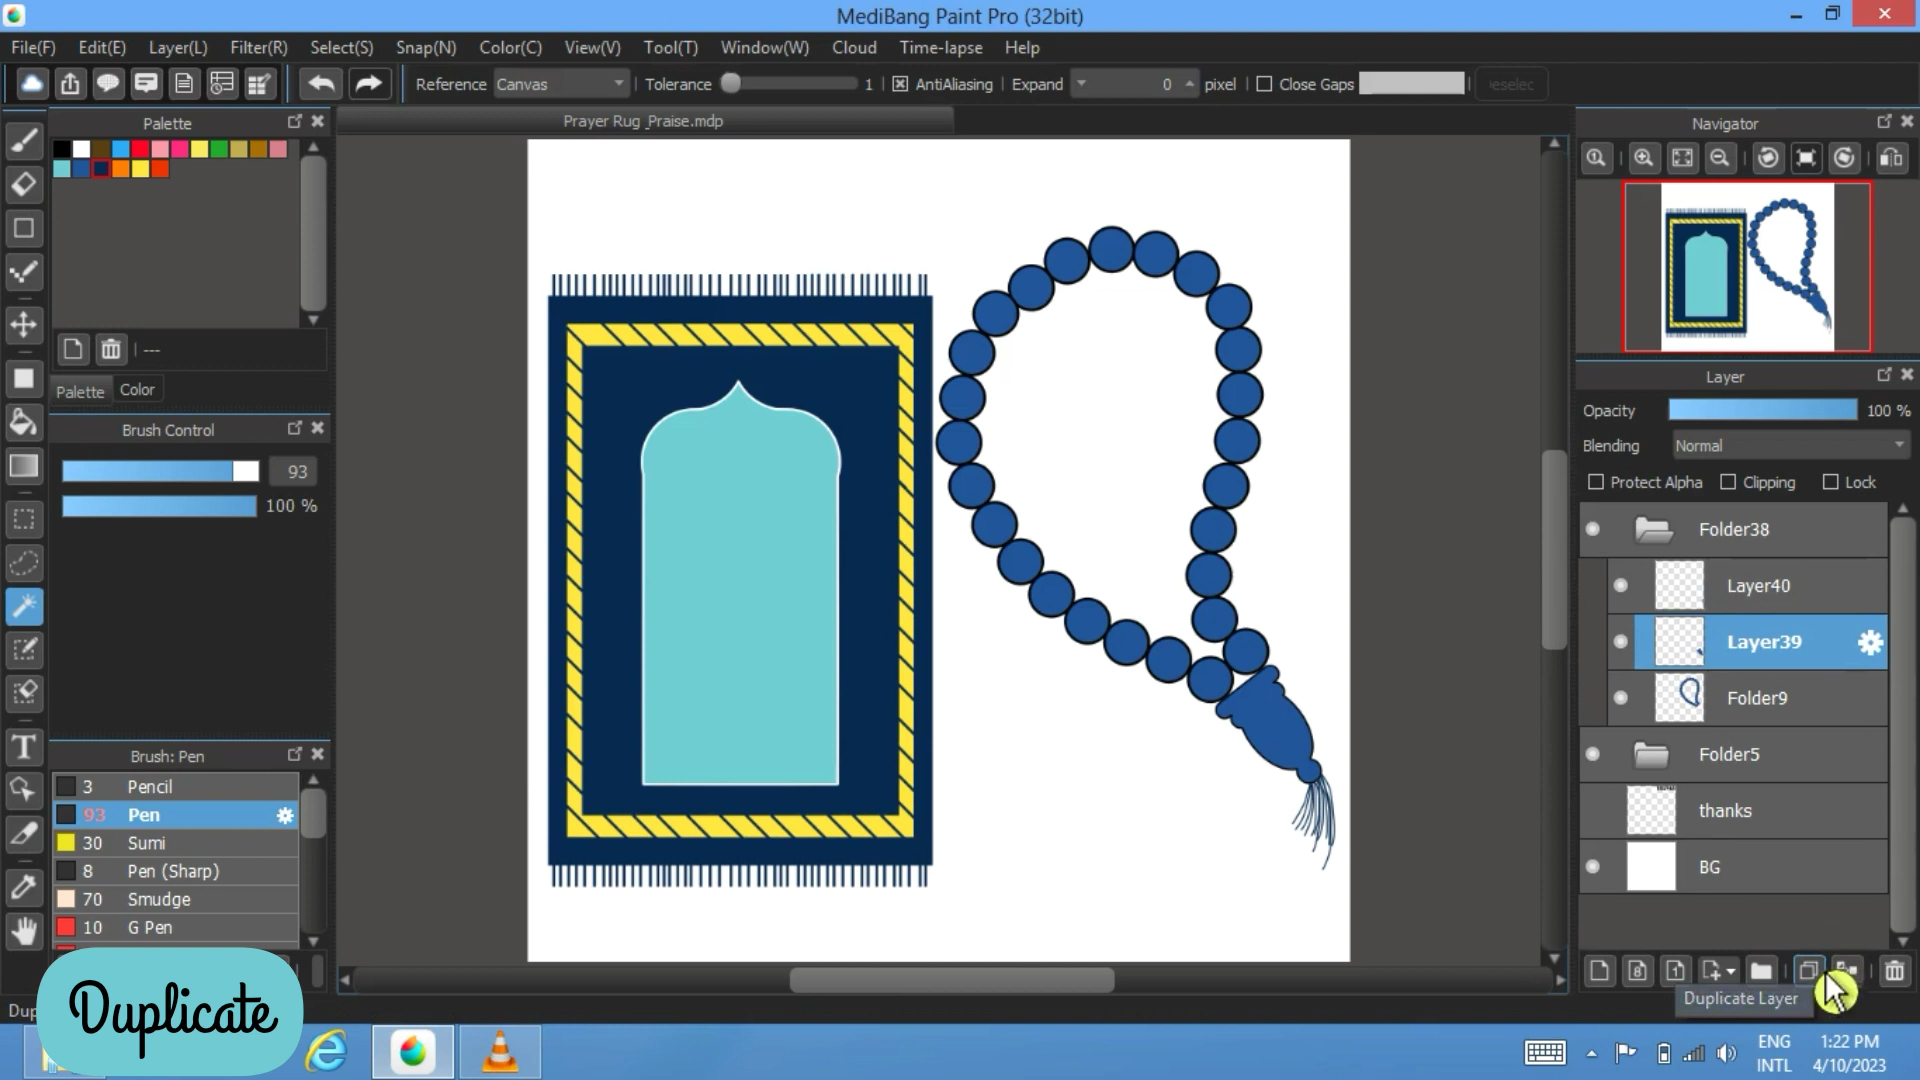 MediBang Paint Pro (32bit)
File(F) Edit(E) Layer(L) Filter(R) Select(S) Snap(N) Color(C) View(V) Tool(T) Window(W) Cloud Time-lapse Help
Reference Canvas Tolerance 1 AntiAliasing Expand 0 pixel Close Gaps eselec
Palette
Prayer Rug_Praise.mdp
Navigator
---
Palette Color
Layer
Opacity 100 %
Brush Control
Blending Normal
93
Protect Alpha Clipping Lock
100 %
Folder38
Layer40
Layer39
Folder9
Folder5
Brush: Pen
3 Pencil
93 Pen
thanks
30 Sumi
8 Pen (Sharp)
BG
70 Smudge
10 G Pen
8 1
Duplicate Layer
Dup
Duplicate
ENG
INTL
1:22 PM
4/10/2023